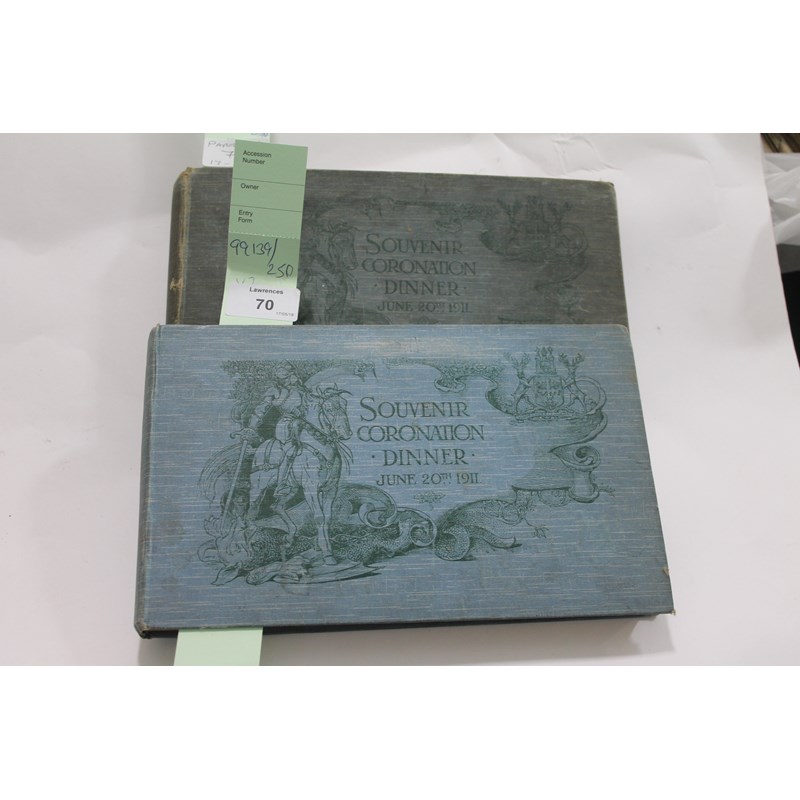 Accession
Number
Owner
Entry
Form
99139/
250
Lawrences
70
SOUVENIR
CORONATION
· DINNER ·
JUNE 20TH 1911
SOUVENIR
CORONATION
· DINNER ·
JUNE 20TH 1911